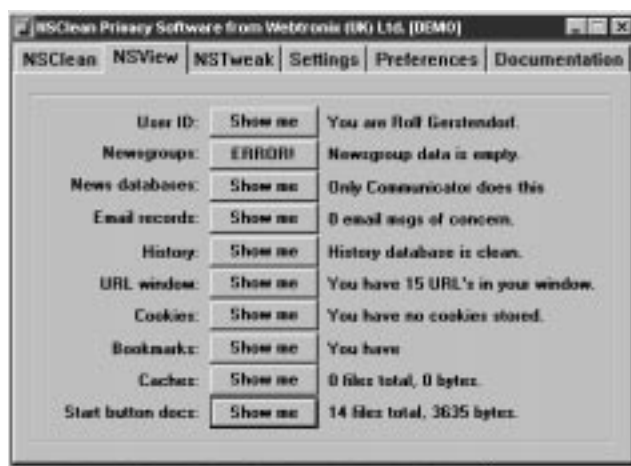 NSClean Privacy Software from Webtronix (UK) Ltd. [DEMO]
NSClean NSView NSTweak Settings Preferences Documentation
User ID: Show me You are Rolf Gerstendorf.
Newsgroups: ERROR! Newsgroup data is empty.
News databases: Show me Only Communicator does this
Email records: Show me 0 email msgs of concern.
History: Show me History database is clean.
URL window: Show me You have 15 URL's in your window.
Cookies: Show me You have no cookies stored.
Bookmarks: Show me You have
Caches: Show me 0 files total, 0 bytes.
Start button docs: Show me 14 files total, 3635 bytes.